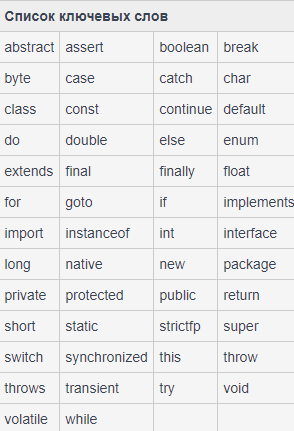 Список ключевых слов
abstract assert boolean break
byte case catch char
class const continue default
do double else enum
extends final finally float
for goto if implements
import instanceof int interface
long native new package
private protected public return
short static strictfp super
switch synchronized this throw
throws transient try void
volatile while